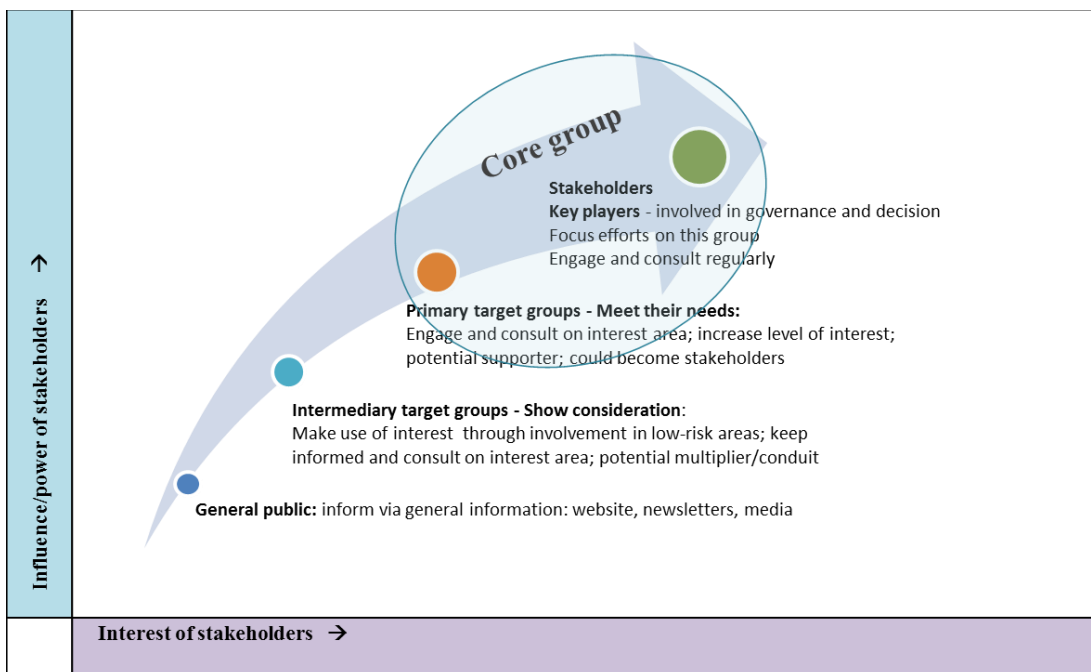 Core group
Stakeholders
Key players - involved in governance and decision
Focus efforts on this group
Engage and consult regularly
Primary target groups - Meet their needs:
Engage and consult on interest area; increase level of interest;
potential supporter; could become stakeholders
Intermediary target groups - Show consideration:
Make use of interest through involvement in low-risk areas; keep
informed and consult on interest area; potential multiplier/conduit
General public: inform via general information: website, newsletters, media
Influence/power of stakeholders →
Interest of stakeholders →